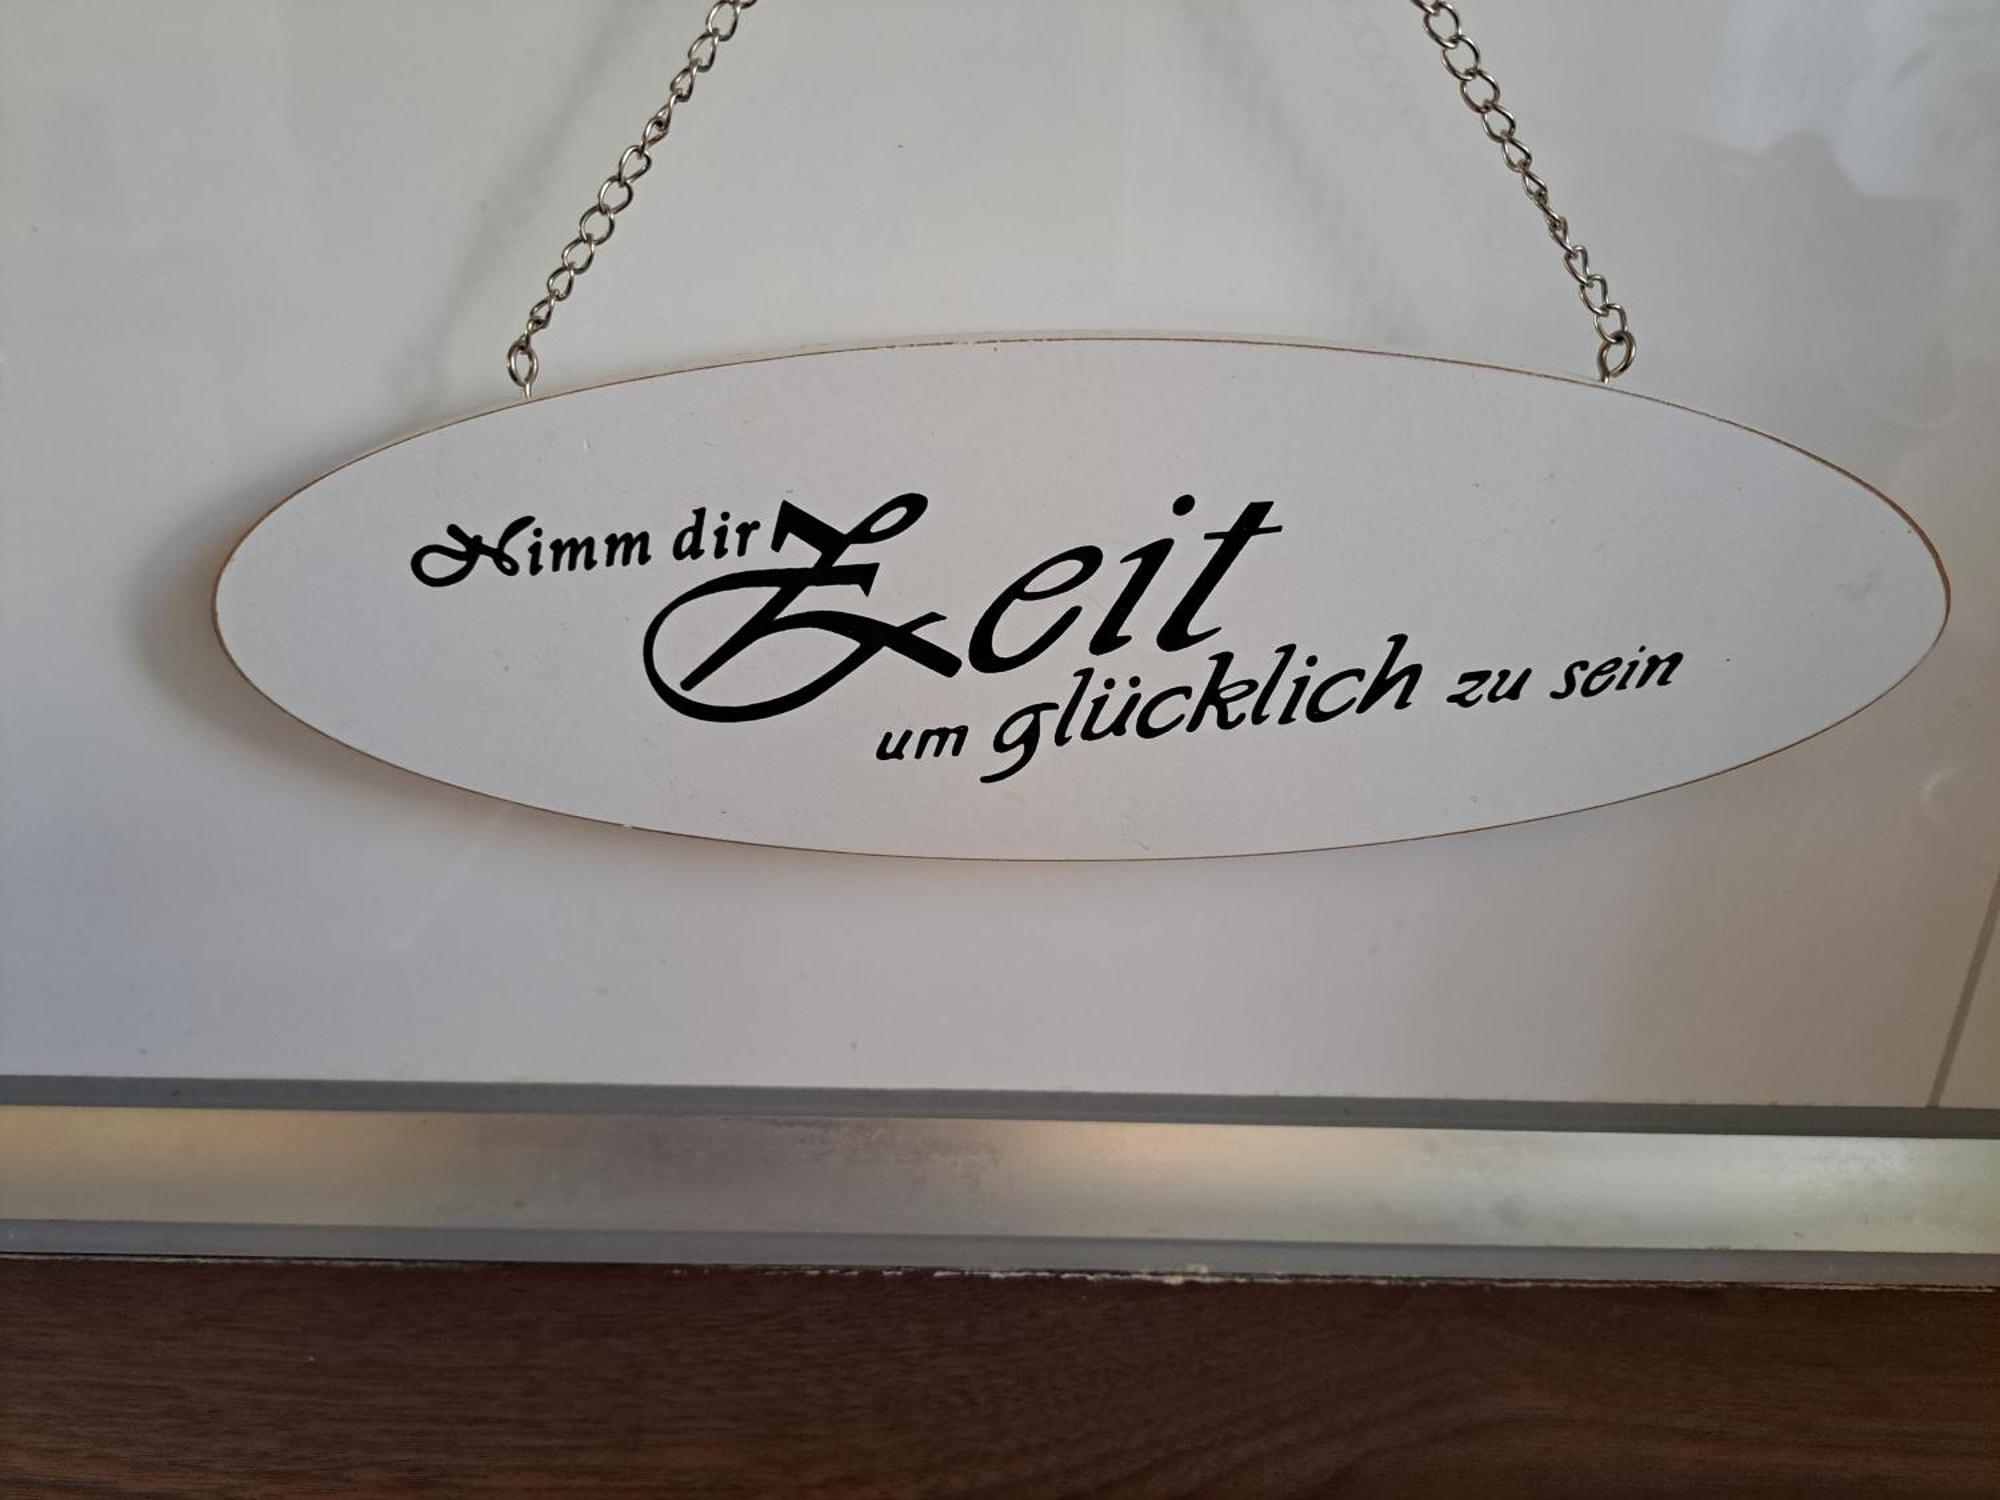 Nimm dir Zeit
um glücklich zu sein